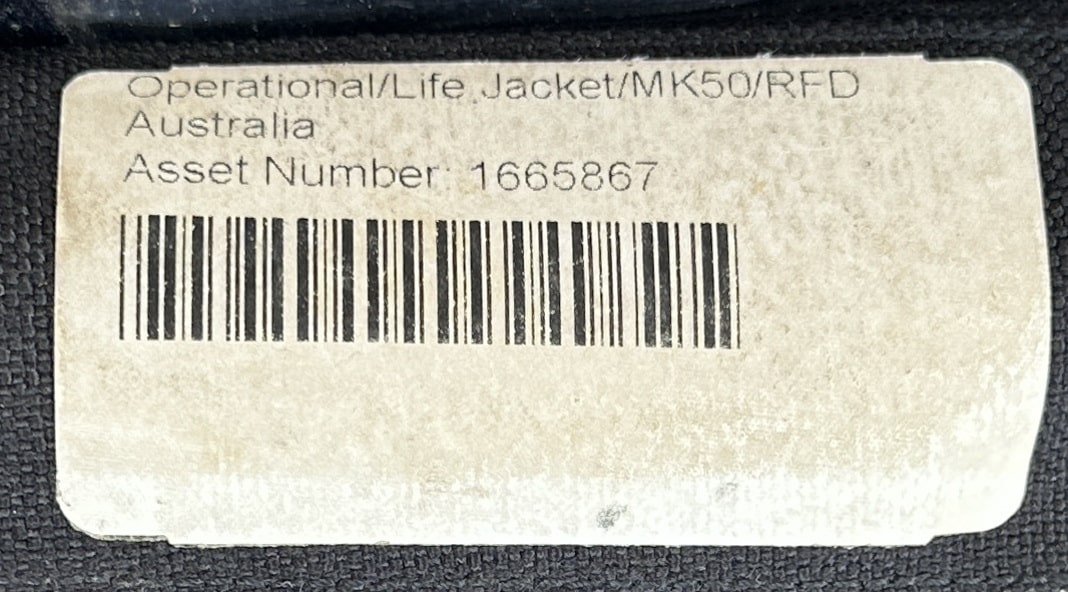 Operational/Life Jacket/MK50/RFD
Australia
Asset Number: 1665867